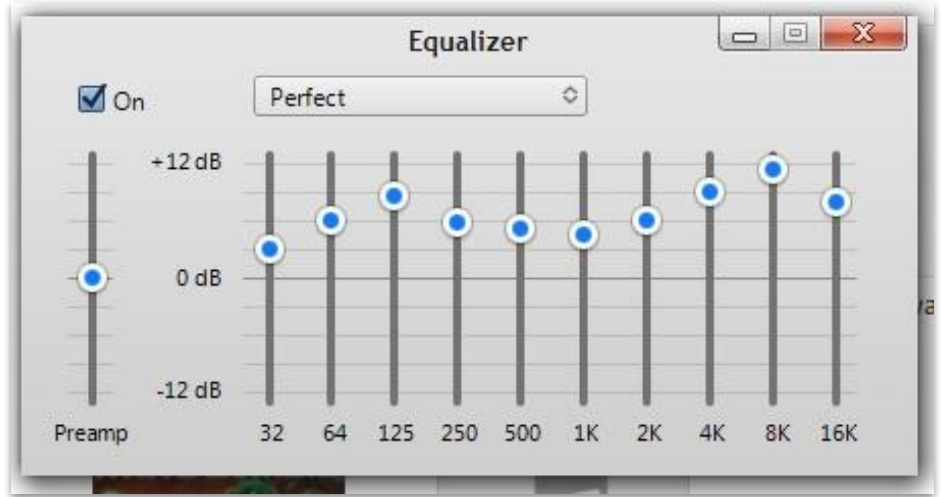 Equalizer
On
Perfect
+12 dB
0 dB
-12 dB
Preamp 32 64 125 250 500 1K 2K 4K 8K 16K